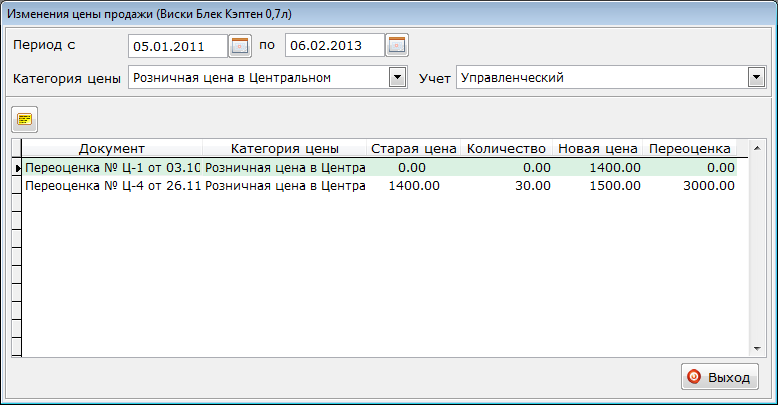 Изменения цены продажи (Виски Блек Кэптен 0,7л)
Период с 05.01.2011 по 06.02.2013
Категория цены Розничная цена в Центральном Учет Управленческий
Документ Категория цены Старая цена Количество Новая цена Переоценка
Переоценка № Ц-1 от 03.10 Розничная цена в Центра 0.00 0.00 1400.00 0.00
Переоценка № Ц-4 от 26.11 Розничная цена в Центра 1400.00 30.00 1500.00 3000.00
Выход